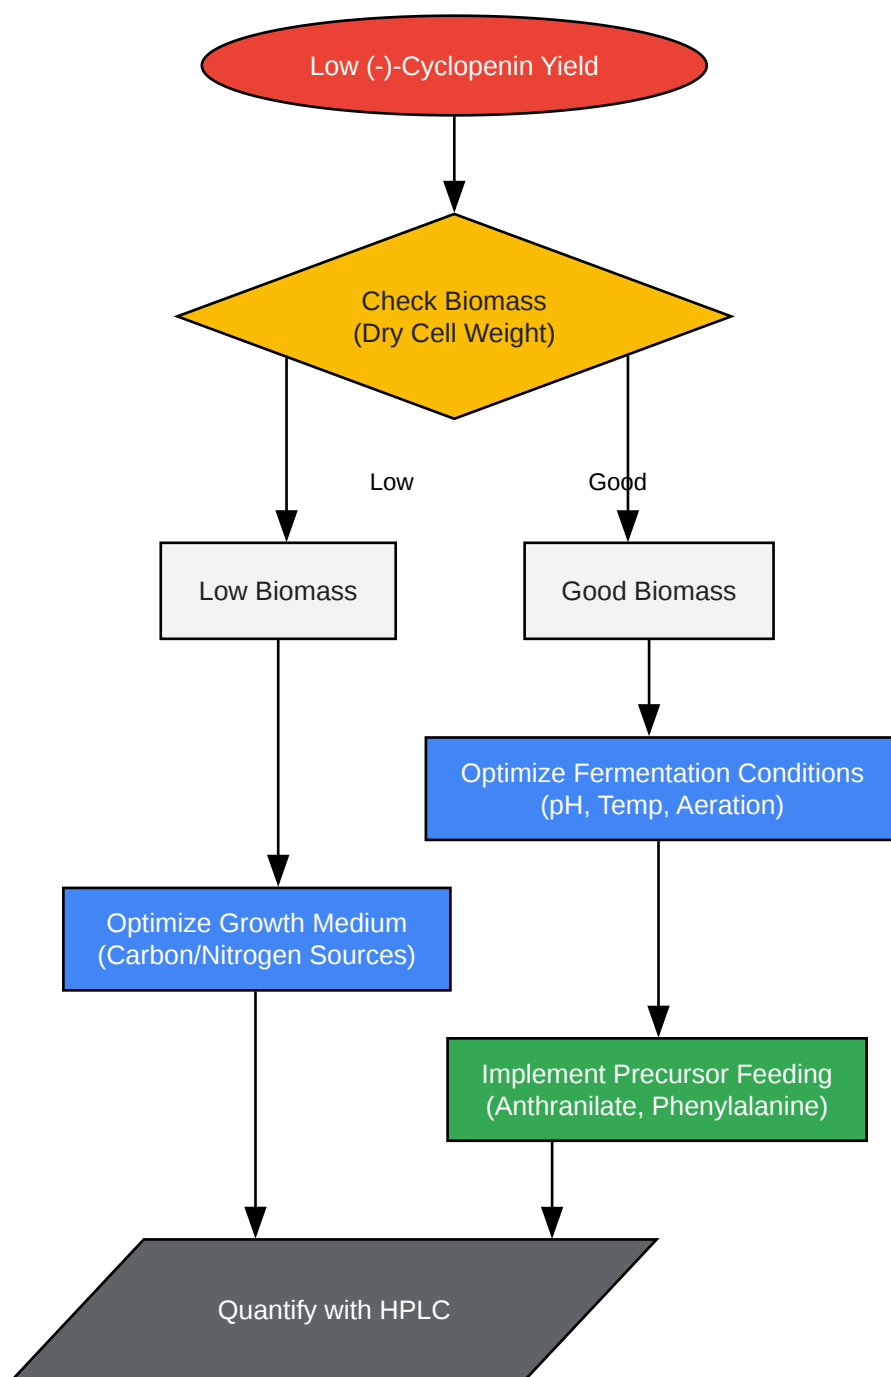 Low (-)-Cyclopenin Yield
Check Biomass
(Dry Cell Weight)
Low
Good
Low Biomass
Good Biomass
Optimize Fermentation Conditions
(pH, Temp, Aeration)
Optimize Growth Medium
(Carbon/Nitrogen Sources)
Implement Precursor Feeding
(Anthranilate, Phenylalanine)
Quantify with HPLC